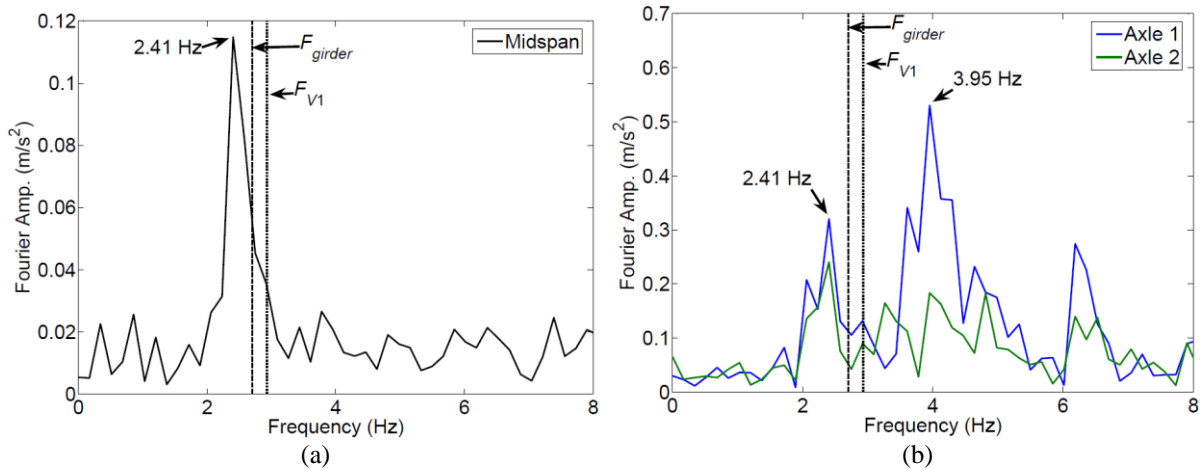 0.12
0.1
0.08
0.06
0.04
0.02
0
Fourier Amp. (m/s²)
2.41 Hz
F_girder
F_V1
Midspan
0 2 4 6 8
Frequency (Hz)
(a)
0.7
0.6
0.5
0.4
0.3
0.2
0.1
0
Fourier Amp. (m/s²)
F_girder
F_V1
Axle 1
Axle 2
3.95 Hz
2.41 Hz
0 2 4 6 8
Frequency (Hz)
(b)